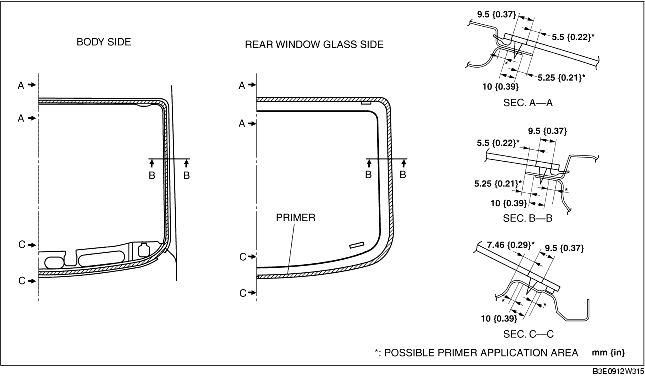 BODY SIDE
REAR WINDOW GLASS SIDE
A
A
B B
C
C
A
A
B B
C
C
PRIMER
9.5 {0.37}
5.5 {0.22}*
*
5.25 {0.21}*
10 {0.39}
SEC. A—A
9.5 {0.37}
5.5 {0.22}*
5.25 {0.21}*
*
10 {0.39}
SEC. B—B
7.46 {0.29}*
9.5 {0.37}
* *
10 {0.39}
SEC. C—C
*: POSSIBLE PRIMER APPLICATION AREA mm {in}
B3E0912W315